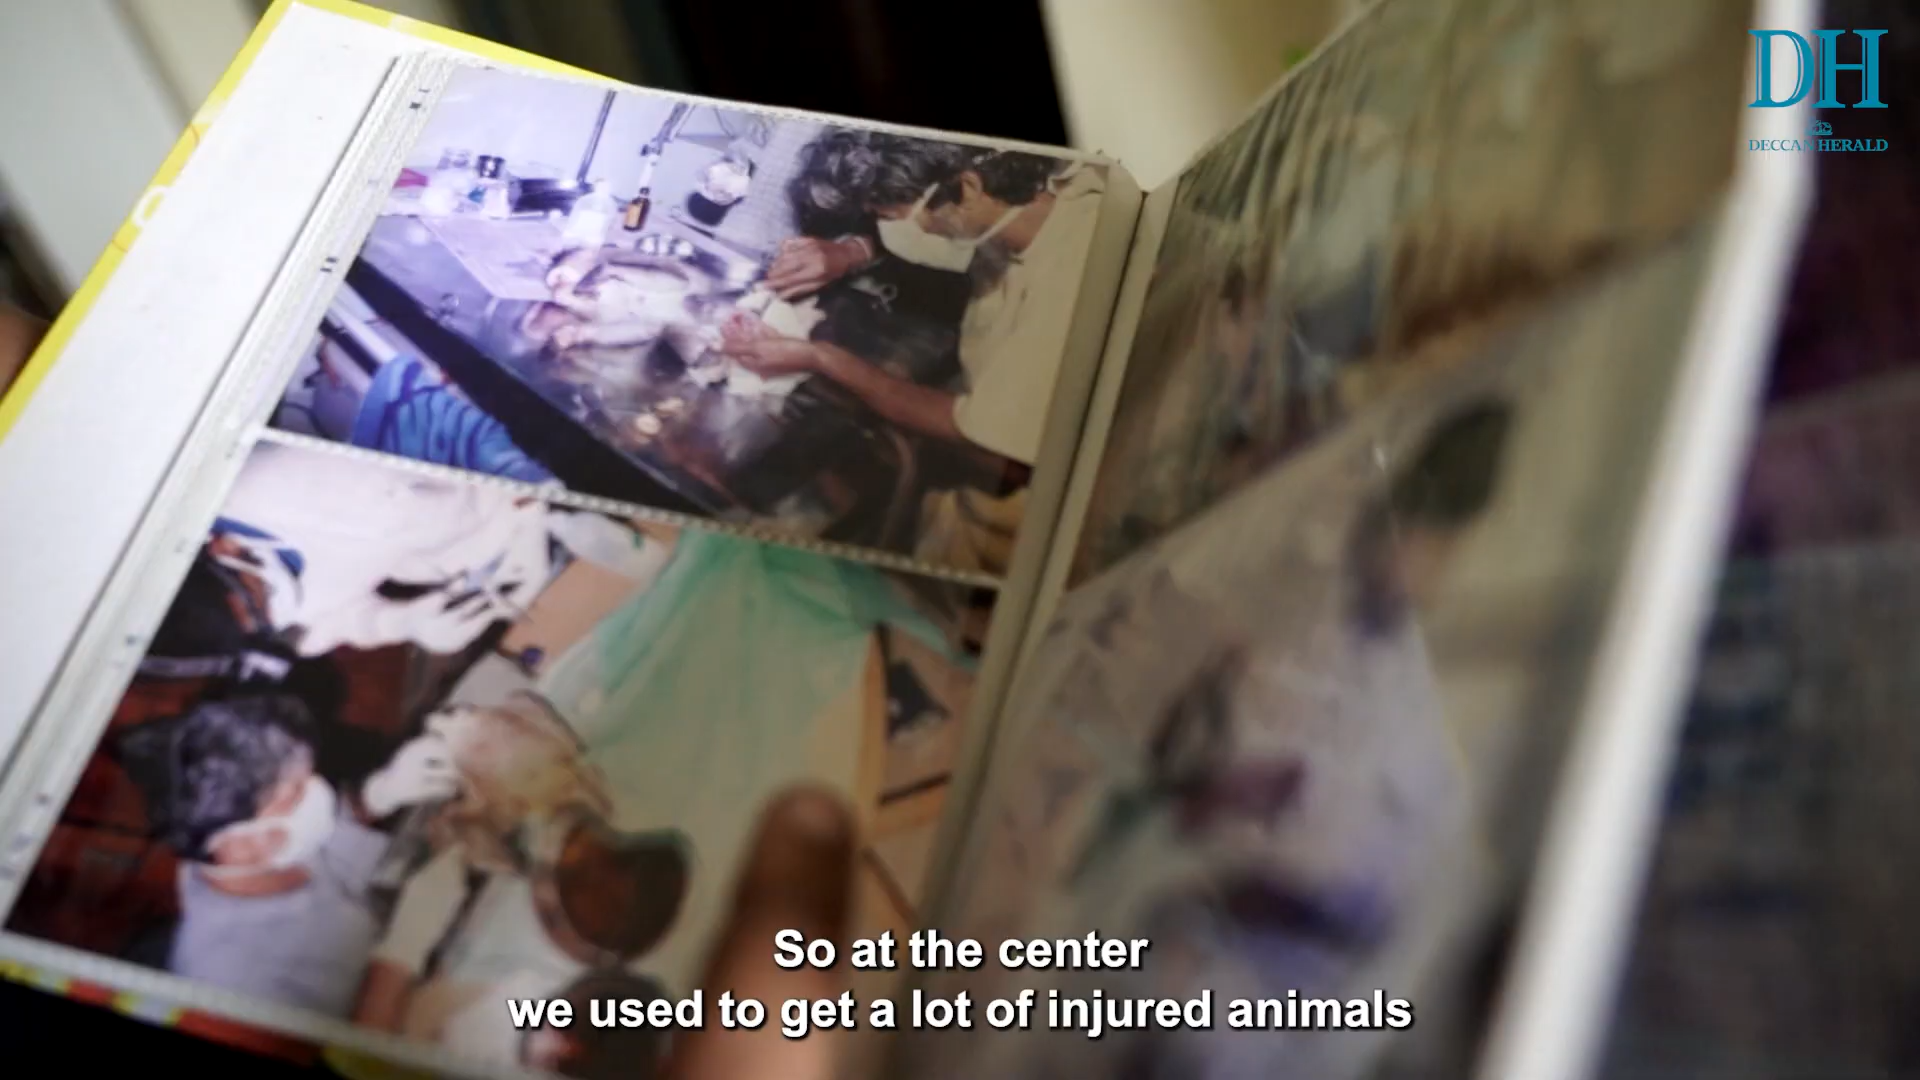 DH
DECCAN HERALD
So at the center
we used to get a lot of injured animals